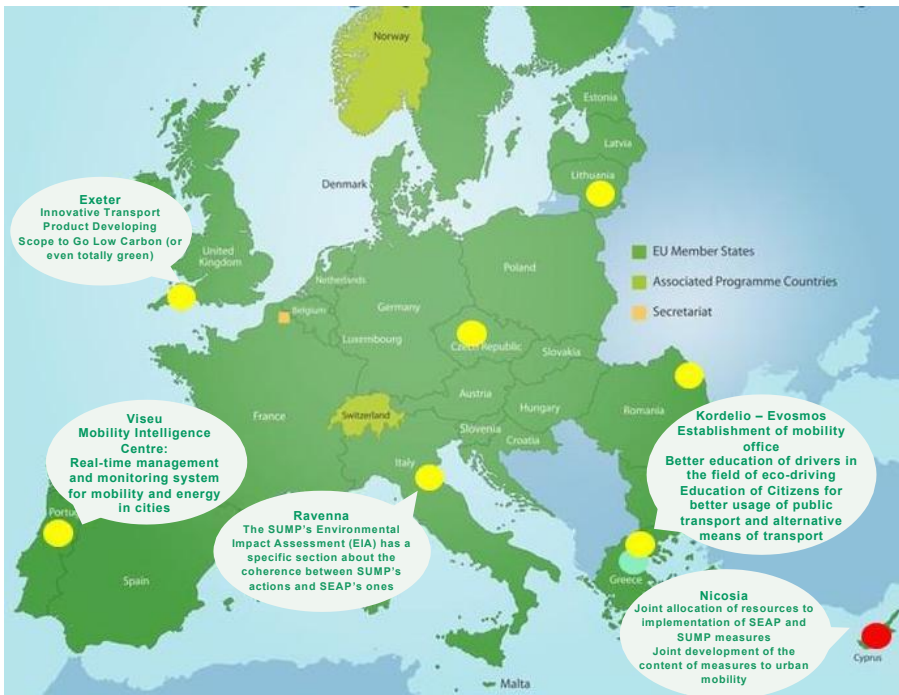 Norway
Estonia
Latvia
Lithuania
Denmark
Exeter
Innovative Transport
Product Developing
Scope to Go Low Carbon (or
even totally green)
United
Kingdom
EU Member States
Associated Programme Countries
Secretariat
Poland
Netherlands
Germany
Belgium
Luxembourg
Czech Republic
Slovakia
Austria
Hungary
Romania
France
Switzerland
Slovenia
Croatia
Italy
Viseu
Mobility Intelligence
Centre:
Real-time management
and monitoring system
for mobility and energy
in cities
Kordelio – Evosmos
Establishment of mobility
office
Better education of drivers in
the field of eco-driving
Education of Citizens for
better usage of public
transport and alternative
means of transport
Ravenna
The SUMP's Environmental
Impact Assessment (EIA) has a
specific section about the
coherence between SUMP's
actions and SEAP's ones
Spain
Greece
Nicosia
Joint allocation of resources to
implementation of SEAP and
SUMP measures
Joint development of the
content of measures to urban
mobility
Cyprus
Malta